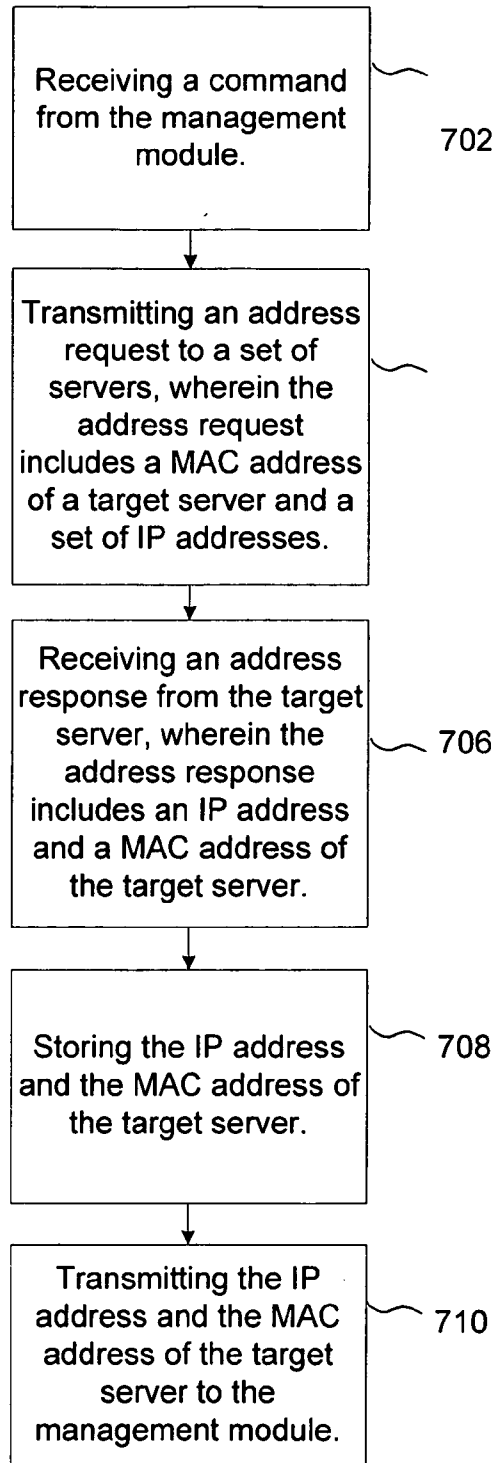 Receiving a command
from the management
module.
702
Transmitting an address
request to a set of
servers, wherein the
address request
includes a MAC address
of a target server and a
set of IP addresses.
Receiving an address
response from the target
server, wherein the
address response
includes an IP address
and a MAC address of
the target server.
706
Storing the IP address
and the MAC address of
the target server.
708
Transmitting the IP
address and the MAC
address of the target
server to the
management module.
710